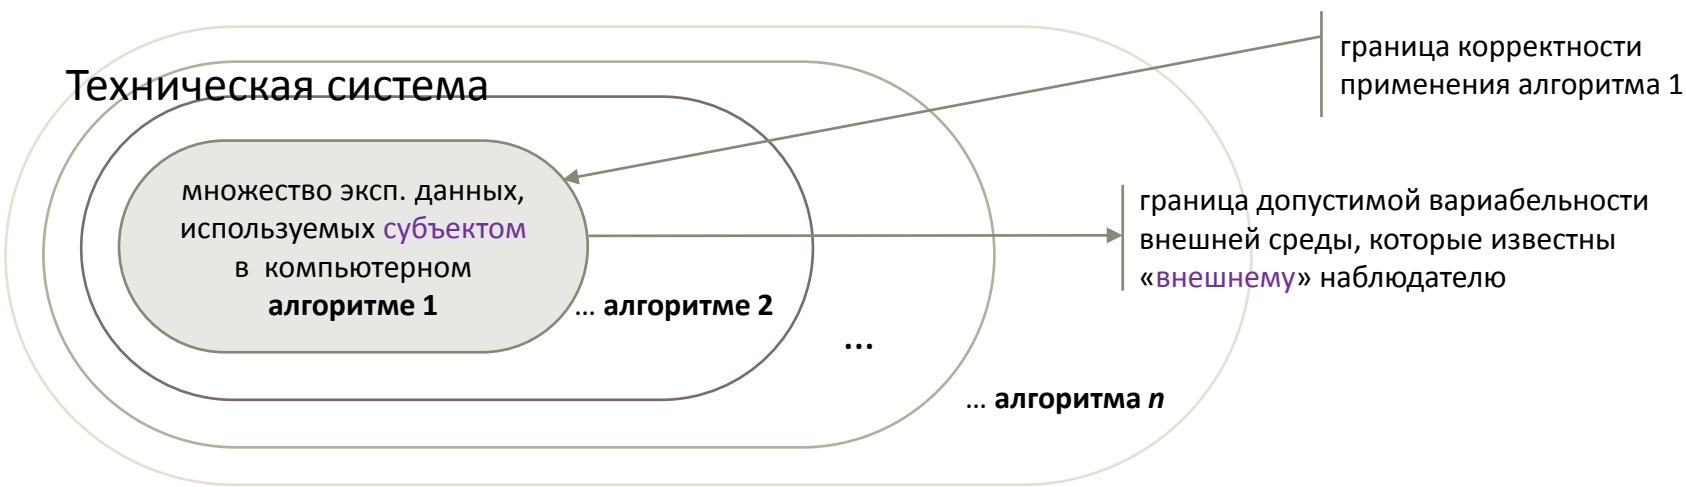 Техническая система
граница корректности
применения алгоритма 1
множество эксп. данных,
используемых субъектом
в компьютерном
алгоритме 1
граница допустимой вариабельности
внешней среды, которые известны
«внешнему» наблюдателю
... алгоритме 2
...
... алгоритма n